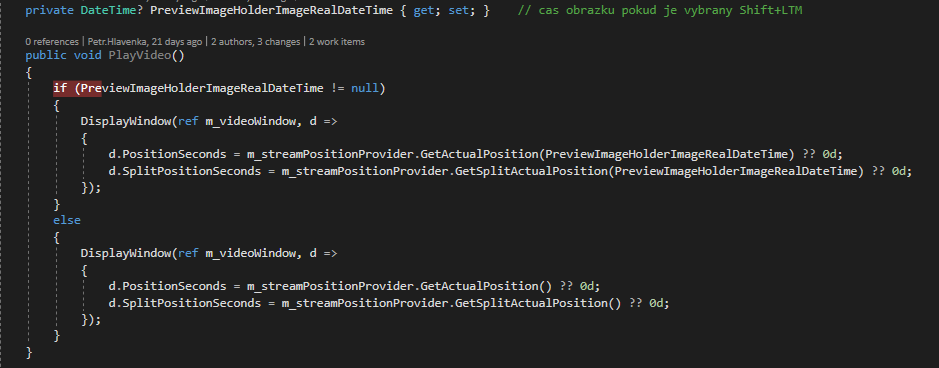 private DateTime? PreviewImageHolderImageRealDateTime { get; set; } // cas obrazku pokud je vybrany Shift+LTM
0 references | Petr.Hlavenka, 21 days ago | 2 authors, 3 changes | 2 work items
public void PlayVideo()
{
if (PreviewImageHolderImageRealDateTime != null)
{
DisplayWindow(ref m_videoWindow, d =>
{
d.PositionSeconds = m_streamPositionProvider.GetActualPosition(PreviewImageHolderImageRealDateTime) ?? 0d;
d.SplitPositionSeconds = m_streamPositionProvider.GetSplitActualPosition(PreviewImageHolderImageRealDateTime) ?? 0d;
});
}
else
{
DisplayWindow(ref m_videoWindow, d =>
{
d.PositionSeconds = m_streamPositionProvider.GetActualPosition() ?? 0d;
d.SplitPositionSeconds = m_streamPositionProvider.GetSplitActualPosition() ?? 0d;
});
}
}